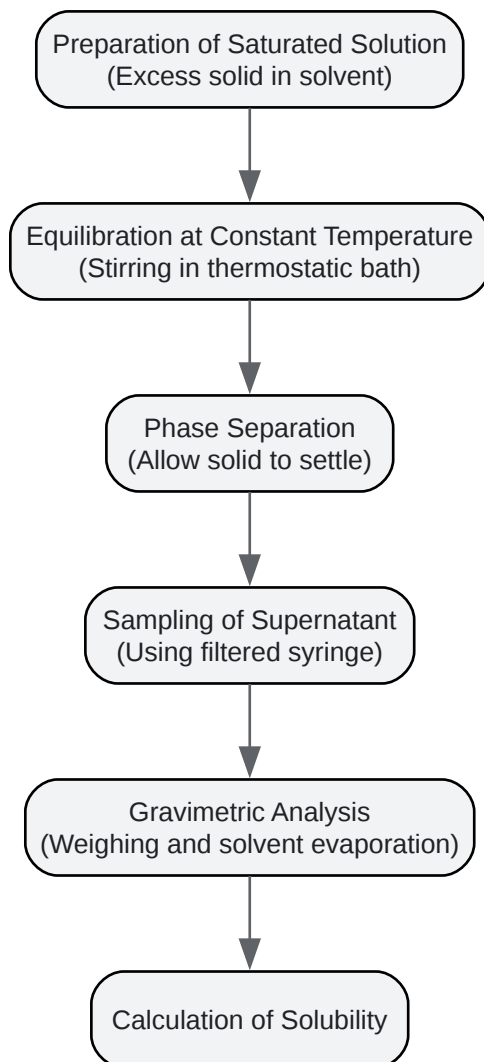 Preparation of Saturated Solution
(Excess solid in solvent)
Equilibration at Constant Temperature
(Stirring in thermostatic bath)
Phase Separation
(Allow solid to settle)
Sampling of Supernatant
(Using filtered syringe)
Gravimetric Analysis
(Weighing and solvent evaporation)
Calculation of Solubility